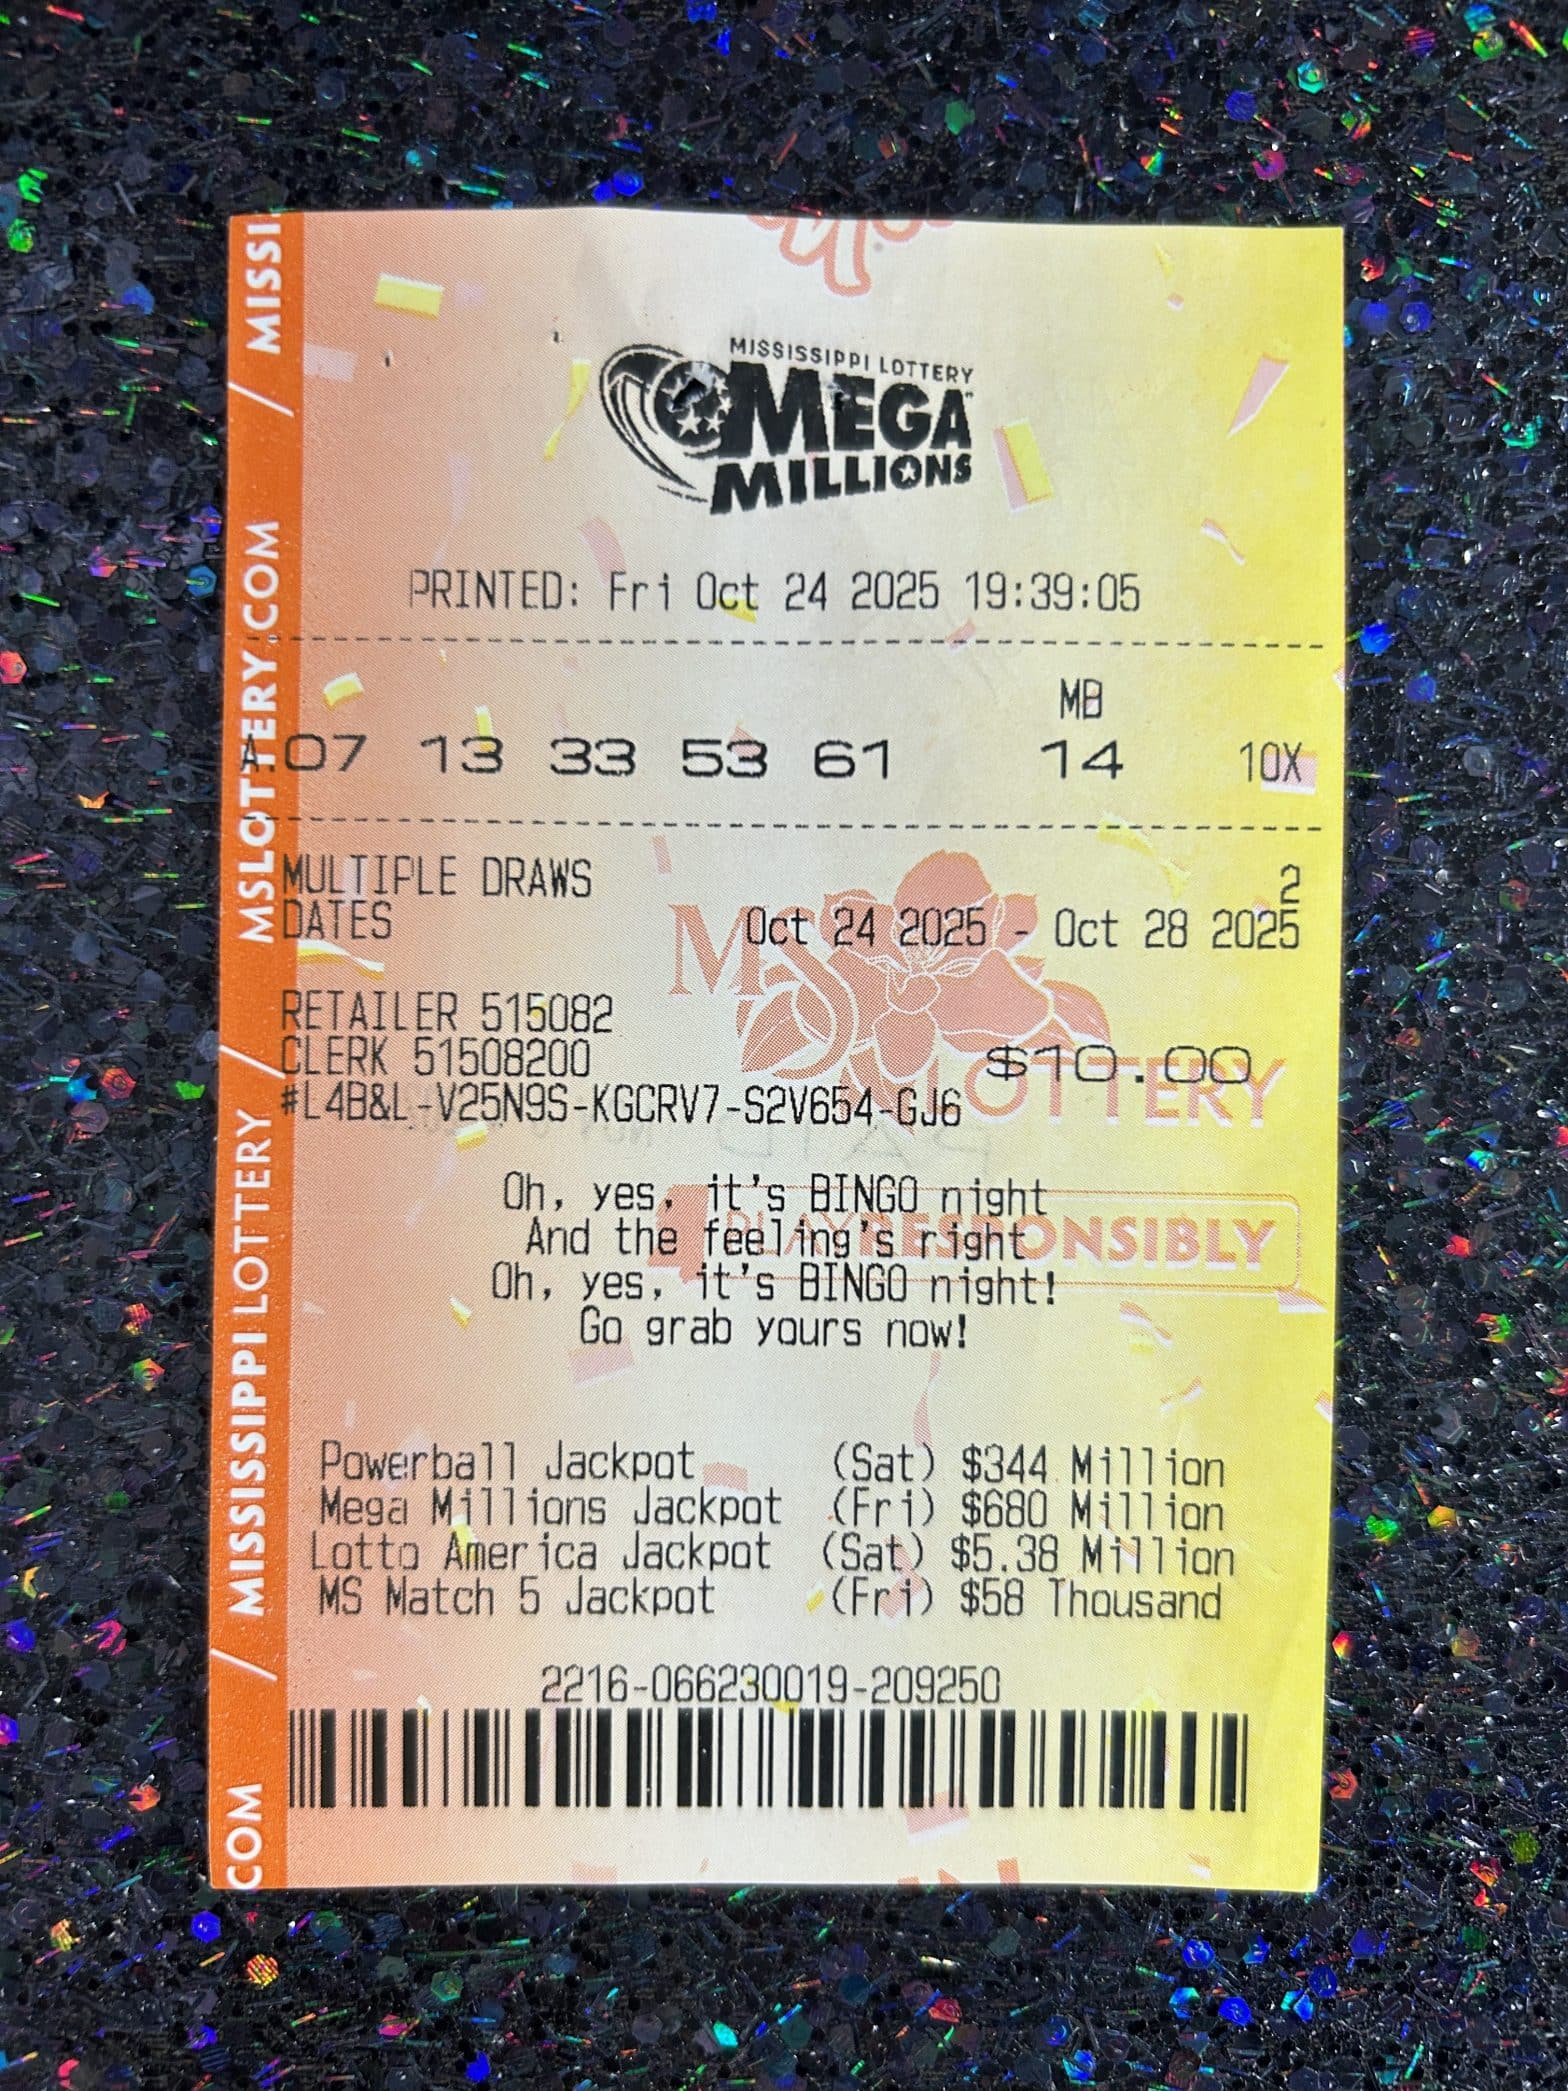 MISSISSIPPI LOTTERY
MEGA
MILLIONS
PRINTED: Fri Oct 24 2025 19:39:05
MB
A.07 13 33 53 61 14 10X
MULTIPLE DRAWS 2
DATES Oct 24 2025 - Oct 28 2025
RETAILER 515082
CLERK 51508200 $10.00
#L4B&L-V25N9S-KGCRV7-S2V654-GJ6
MS LOTTERY
Oh, yes, it's BINGO night
And the feeling's right
Oh, yes, it's BINGO night!
Go grab yours now!
PLAY RESPONSIBLY
Powerball Jackpot (Sat) $344 Million
Mega Millions Jackpot (Fri) $680 Million
Lotto America Jackpot (Sat) $5.38 Million
MS Match 5 Jackpot (Fri) $58 Thousand
2216-066230019-209250
COM / MISSISSIPPI LOTTERY / MSLOTTERY.COM / MISSI